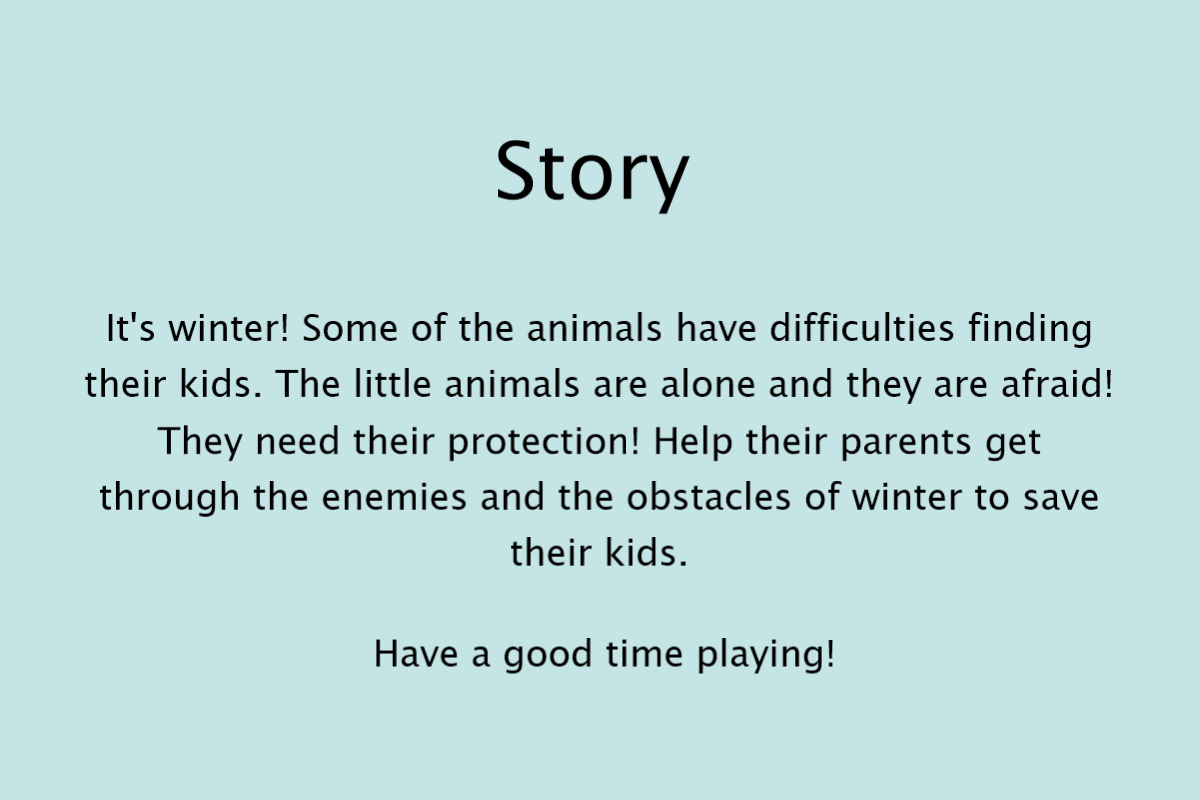 Story
It's winter! Some of the animals have difficulties finding
their kids. The little animals are alone and they are afraid!
They need their protection! Help their parents get
through the enemies and the obstacles of winter to save
their kids.
Have a good time playing!